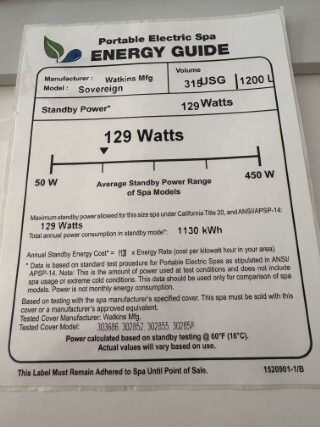 Portable Electric Spa
ENERGY GUIDE
Manufacturer : Watkins Mfg
Model : Sovereign
Volume
315 USG 1200 L
Standby Power* 129 Watts
129 Watts
50 W 450 W
Average Standby Power Range
of Spa Models
Maximum standby power allowed for this size spa under California Title 20, and ANSI/APSP-14:
129 Watts
Total annual power consumption in standby mode*: 1130 kWh
Annual Standby Energy Cost* = x Energy Rate (cost per kilowatt hour in your area)
* Data is based on standard test procedure for Portable Electric Spas as stipulated in ANSI/
APSP-14. Note: This is the amount of power used at test conditions and does not include
spa usage or extreme cold conditions. This date should be used only for comparison of spa
models. Power is not monthly energy consumption.
Based on testing with the spa manufacturer's specified cover. This spa must be sold with this
cover or a manufacturer's approved equivalent.
Tested Cover Manufacturer: Watkins Mfg.
Tested Cover Model: 303686 302852 302855 302858
Power calculated based on standby testing @ 60°F (16°C).
Actual values will vary based on use.
This Label Must Remain Adhered to Spa Until Point of Sale. 1520901-1/B